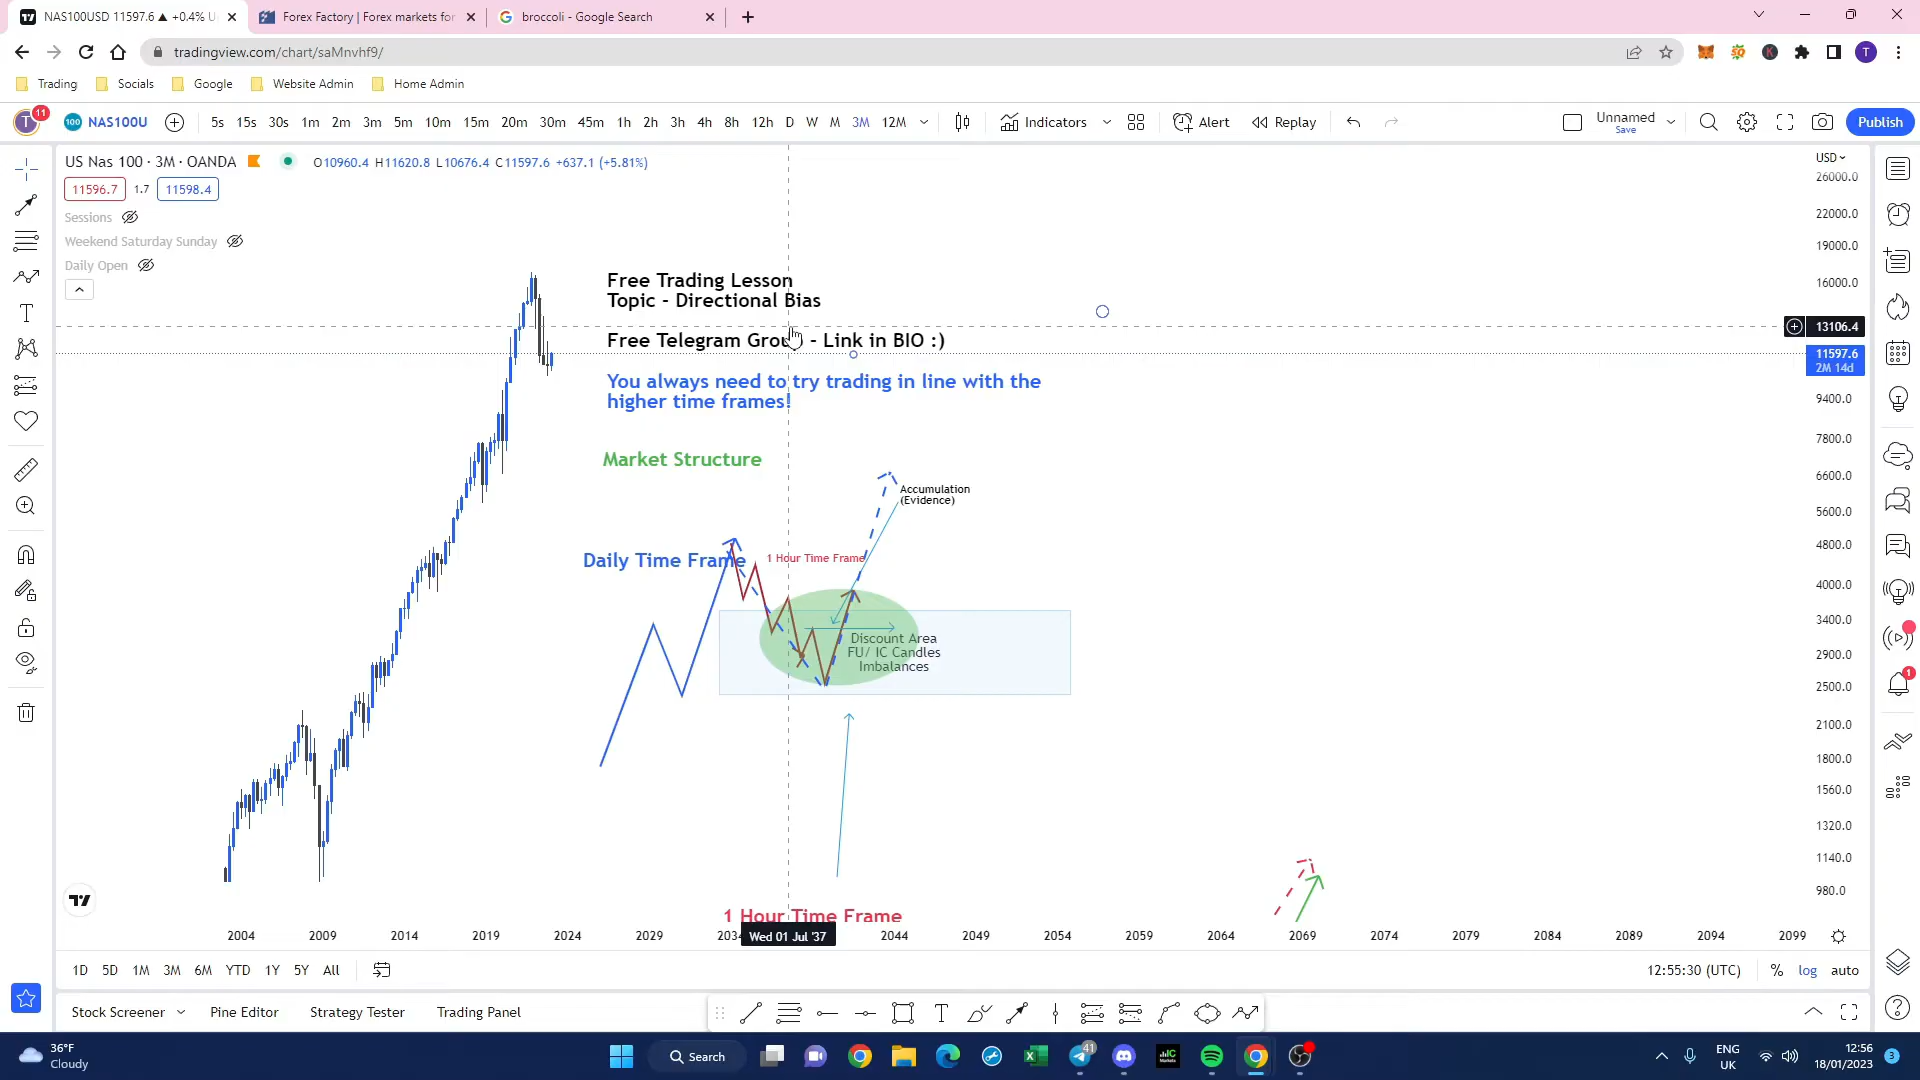 NAS100USD 11597.6 ▲ +0.4% U
Forex Factory | Forex markets for
broccoli - Google Search
tradingview.com/chart/saMnvhf9/
Trading
Socials
Google
Website Admin
Home Admin
T
11
100
NAS100U
5s 15s 30s 1m 2m 3m 5m 10m 15m 20m 30m 45m 1h 2h 3h 4h 8h 12h D W M 3M 12M
Indicators
Alert
Replay
Unnamed
Save
Publish
US Nas 100 · 3M · OANDA
O10960.4 H11620.8 L10676.4 C11597.6 +637.1 (+5.81%)
11596.7 1.7 11598.4
Sessions
Weekend Saturday Sunday
Daily Open
Free Trading Lesson
Topic - Directional Bias
Free Telegram Group - Link in BIO :)
You always need to try trading in line with the
higher time frames!
Market Structure
Accumulation
(Evidence)
Daily Time Frame
1 Hour Time Frame
Discount Area
FU/ IC Candles
Imbalances
1 Hour Time Frame
USD
26000.0
22000.0
19000.0
16000.0
13106.4
11597.6
2M 14d
9400.0
7800.0
6600.0
5600.0
4800.0
4000.0
3400.0
2900.0
2500.0
2100.0
1800.0
1560.0
1320.0
1140.0
980.0
2004 2009 2014 2019 2024 2029 2034 Wed 01 Jul '37 2044 2049 2054 2059 2064 2069 2074 2079 2084 2089 2094 2099
1D 5D 1M 3M 6M YTD 1Y 5Y All
12:55:30 (UTC) % log auto
Stock Screener
Pine Editor
Strategy Tester
Trading Panel
36°F
Cloudy
Search
41
ENG
UK
12:56
18/01/2023
3
1